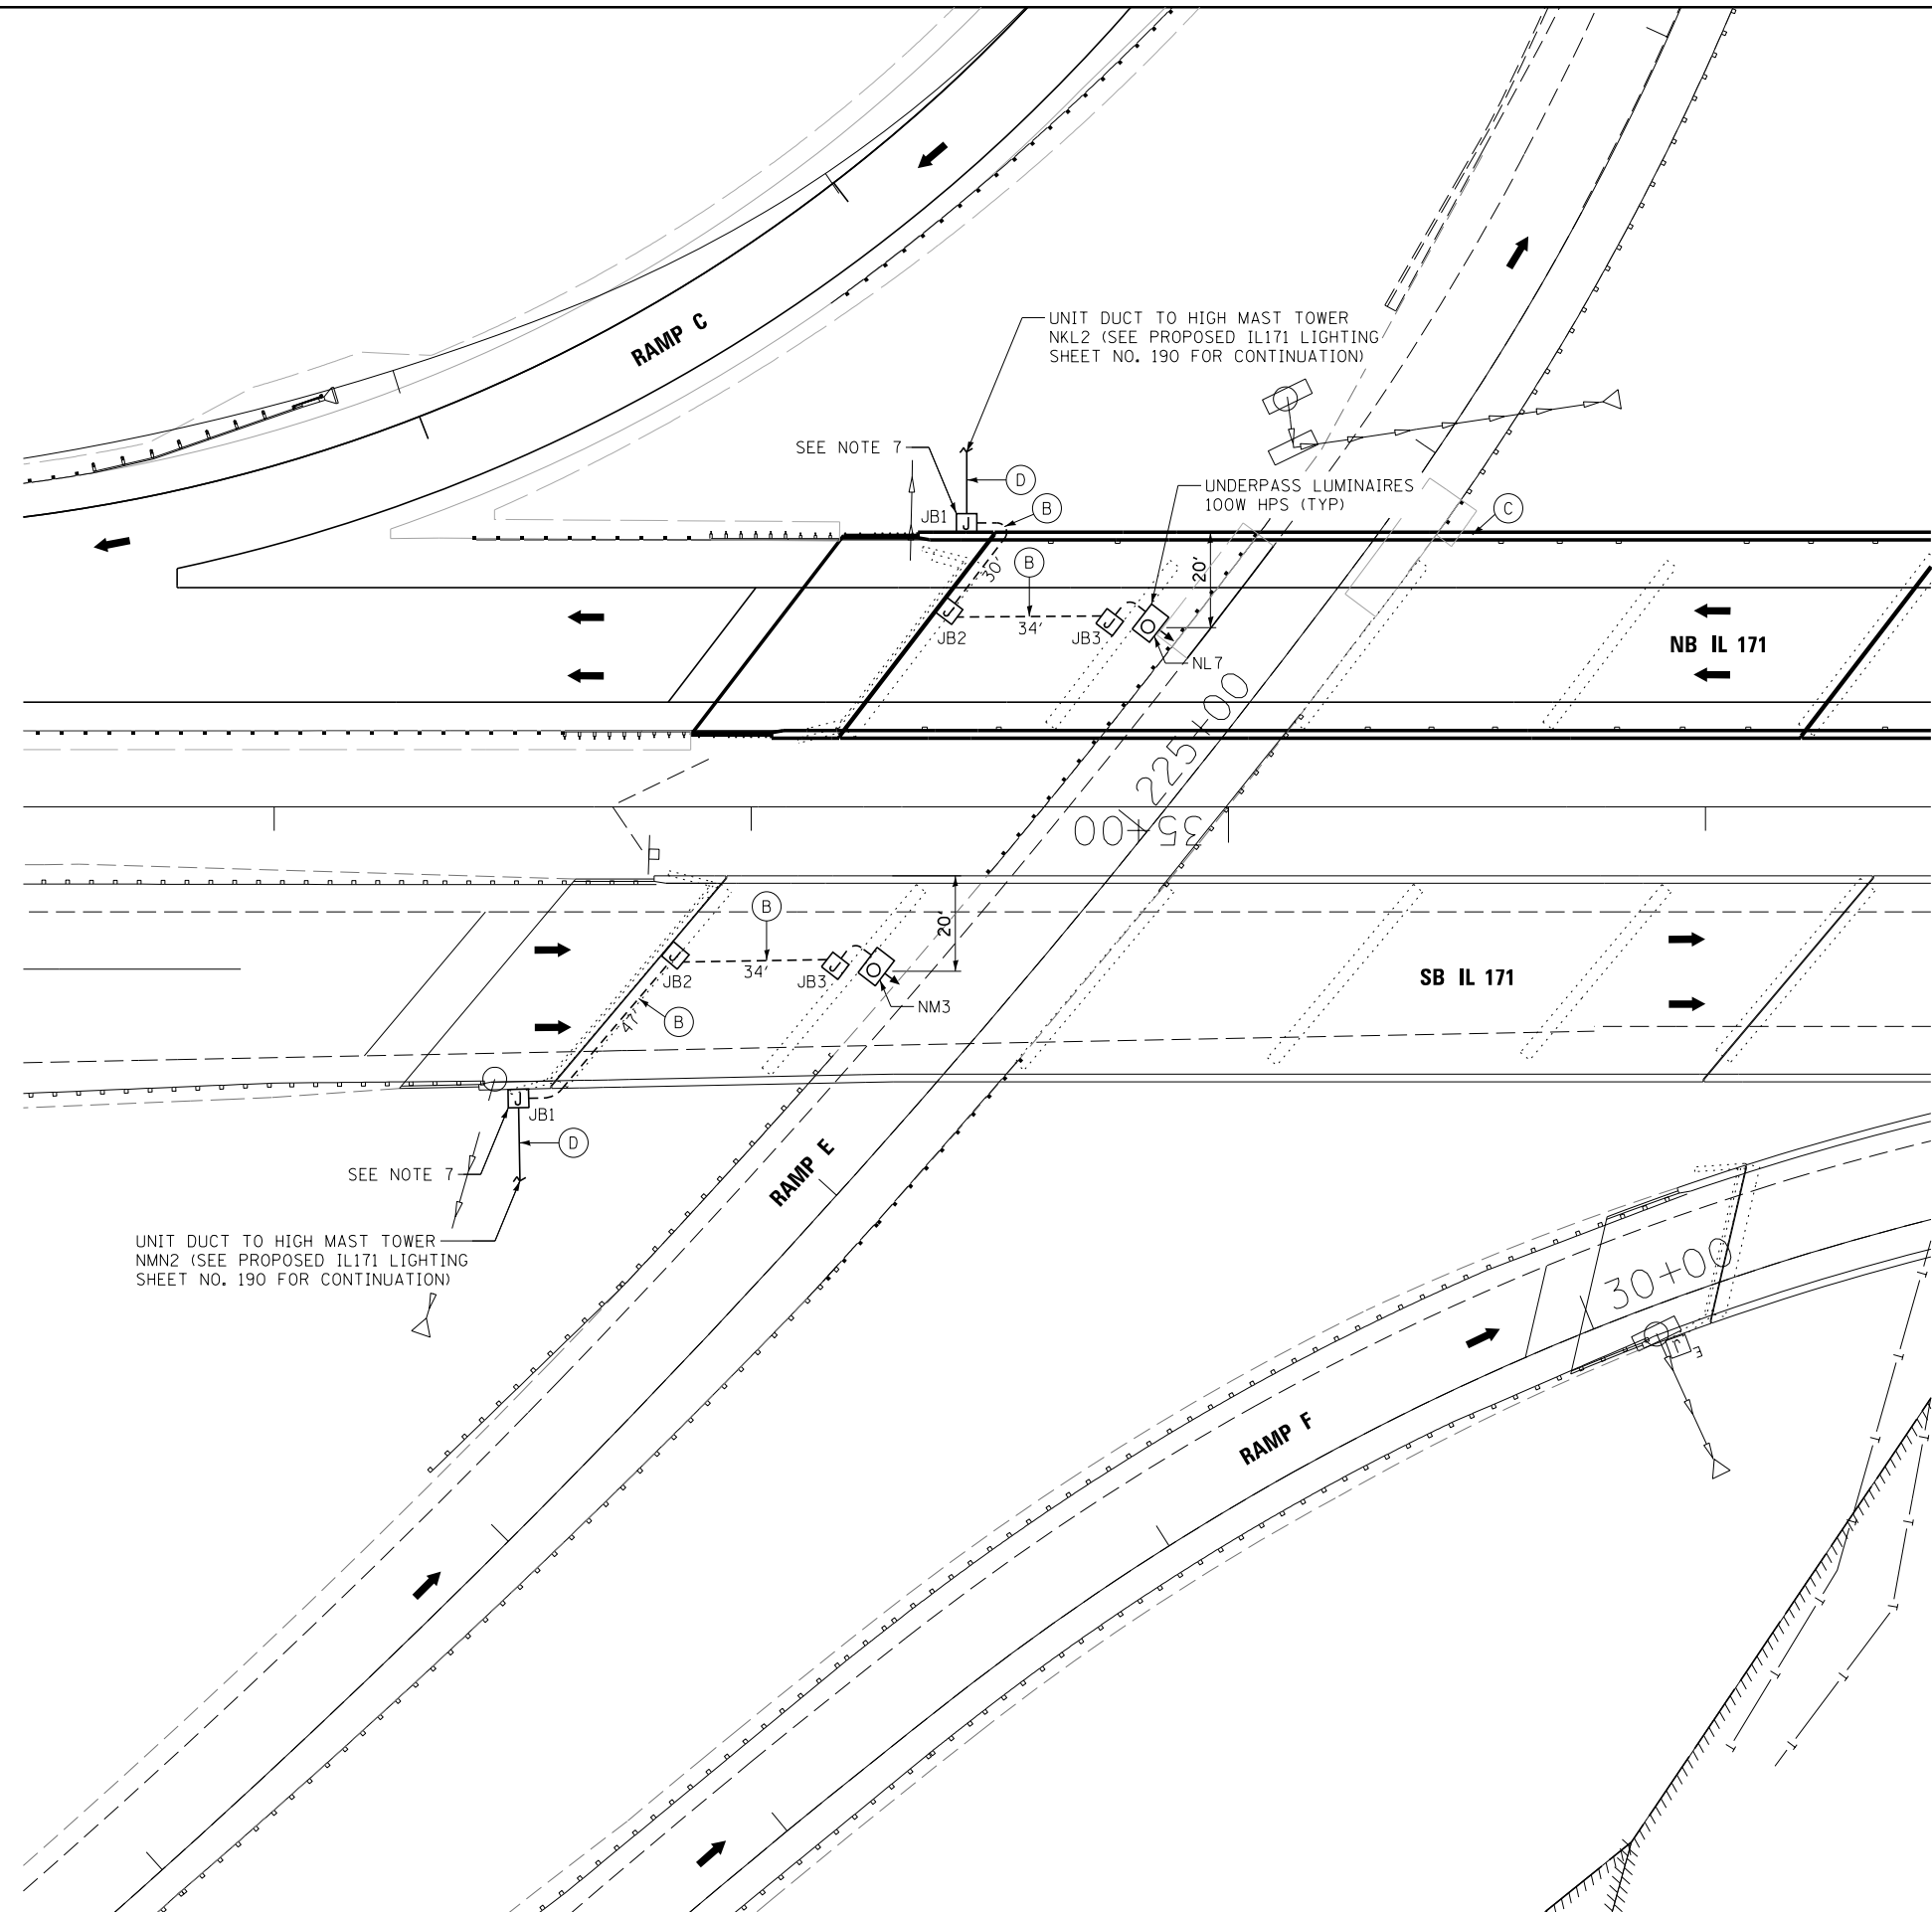 RAMP C
UNIT DUCT TO HIGH MAST TOWER
NKL2 (SEE PROPOSED IL171 LIGHTING
SHEET NO. 190 FOR CONTINUATION)
SEE NOTE 7
D
UNDERPASS LUMINAIRES
100W HPS (TYP)
JB1
J
B
C
30'
B
20'
J
JB2
34'
J
JB3
NL7
NB IL 171
225+00
35+00
B
20'
J
JB2
34'
J
JB3
NM3
SB IL 171
47'
B
J
JB1
D
SEE NOTE 7
RAMP E
UNIT DUCT TO HIGH MAST TOWER
NMN2 (SEE PROPOSED IL171 LIGHTING
SHEET NO. 190 FOR CONTINUATION)
30+00
RAMP F